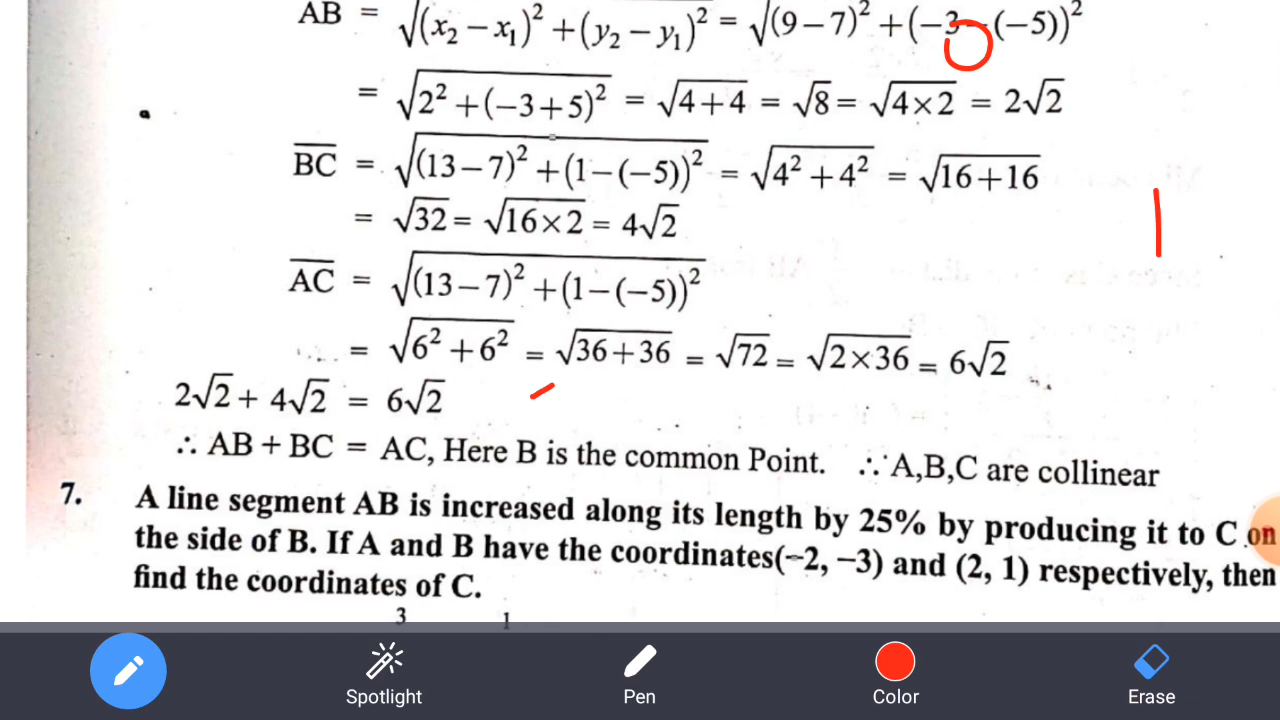 AB = √(x₂ − x₁)² + (y₂ − y₁)² = √(9 − 7)² + (−3 − (−5))²
= √2² + (−3 + 5)² = √4 + 4 = √8 = √4 × 2 = 2√2
BC = √(13 − 7)² + (1 − (−5))² = √4² + 4² = √16 + 16
= √32 = √16 × 2 = 4√2
AC = √(13 − 7)² + (1 − (−5))²
= √6² + 6² = √36 + 36 = √72 = √2 × 36 = 6√2
2√2 + 4√2 = 6√2
∴ AB + BC = AC, Here B is the common Point. ∴ A,B,C are collinear
7. A line segment AB is increased along its length by 25% by producing it to C on
the side of B. If A and B have the coordinates(−2, −3) and (2, 1) respectively, then
find the coordinates of C.
3 1
Spotlight Pen Color Erase